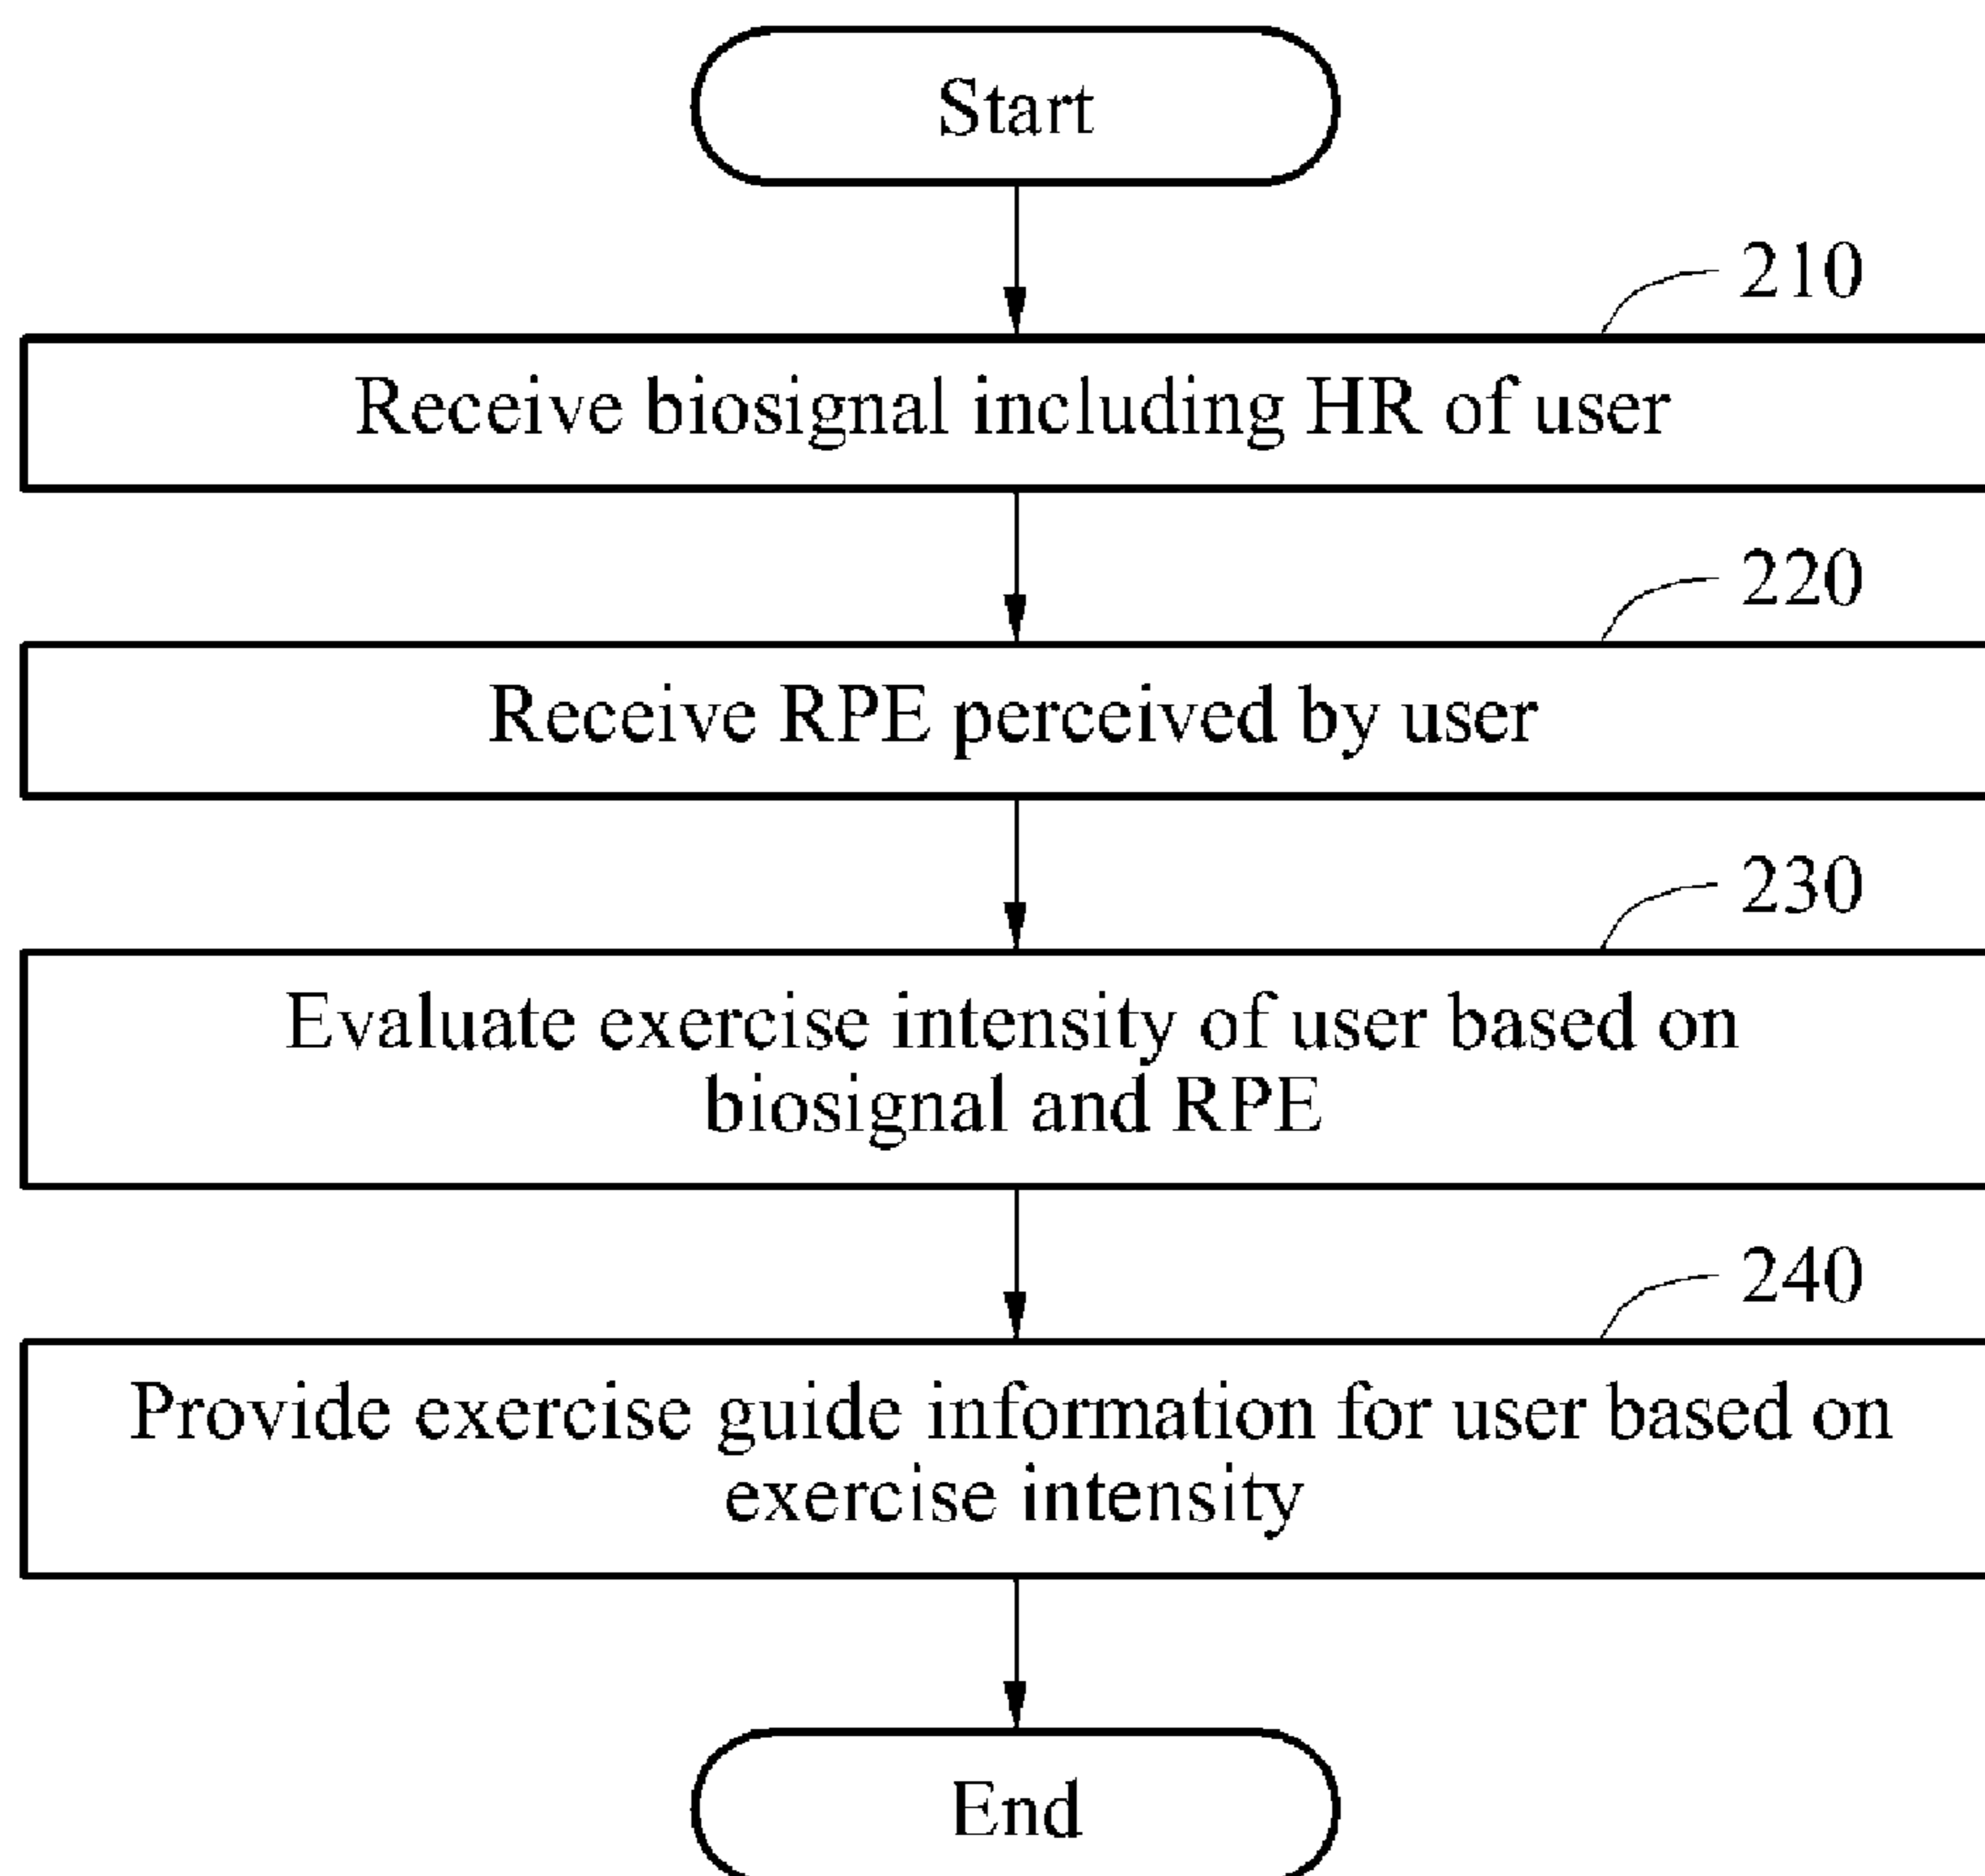 Start
210
Receive biosignal including HR of user
220
Receive RPE perceived by user
230
Evaluate exercise intensity of user based on
biosignal and RPE
240
Provide exercise guide information for user based on
exercise intensity
End